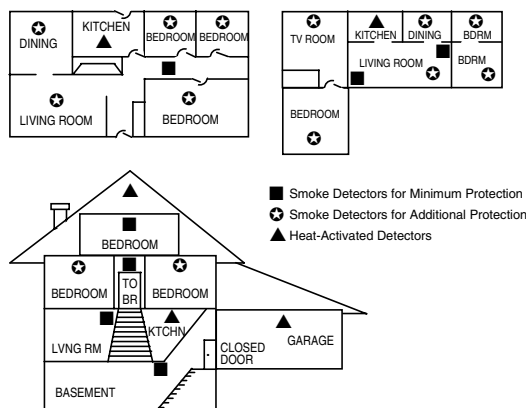 DINING
KITCHEN
BEDROOM
BEDROOM
LIVING ROOM
BEDROOM
TV ROOM
KITCHEN
DINING
BDRM
LIVING ROOM
BDRM
BEDROOM
Smoke Detectors for Minimum Protection
Smoke Detectors for Additional Protection
Heat-Activated Detectors
BEDROOM
BEDROOM
TO
BR
BEDROOM
LVNG RM
KTCHN
CLOSED
DOOR
GARAGE
BASEMENT